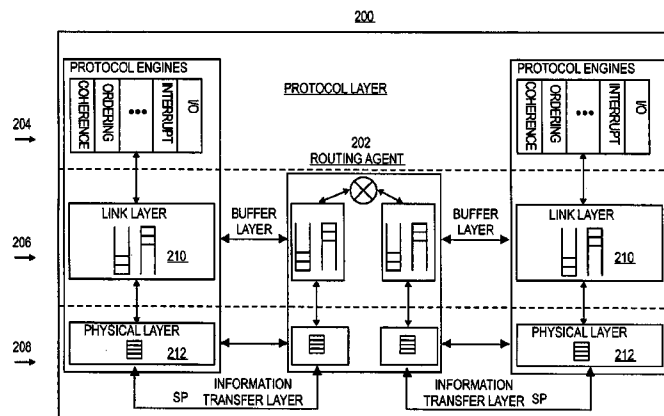 200
PROTOCOL ENGINES
PROTOCOL ENGINES
COHERENCE
ORDERING
•••
INTERRUPT
I/O
PROTOCOL LAYER
COHERENCE
ORDERING
•••
INTERRUPT
I/O
204
202
ROUTING AGENT
LINK LAYER
BUFFER
LAYER
BUFFER
LAYER
LINK LAYER
206
210
210
PHYSICAL LAYER
PHYSICAL LAYER
208
212
212
SP
INFORMATION
TRANSFER LAYER
INFORMATION
TRANSFER LAYER
SP